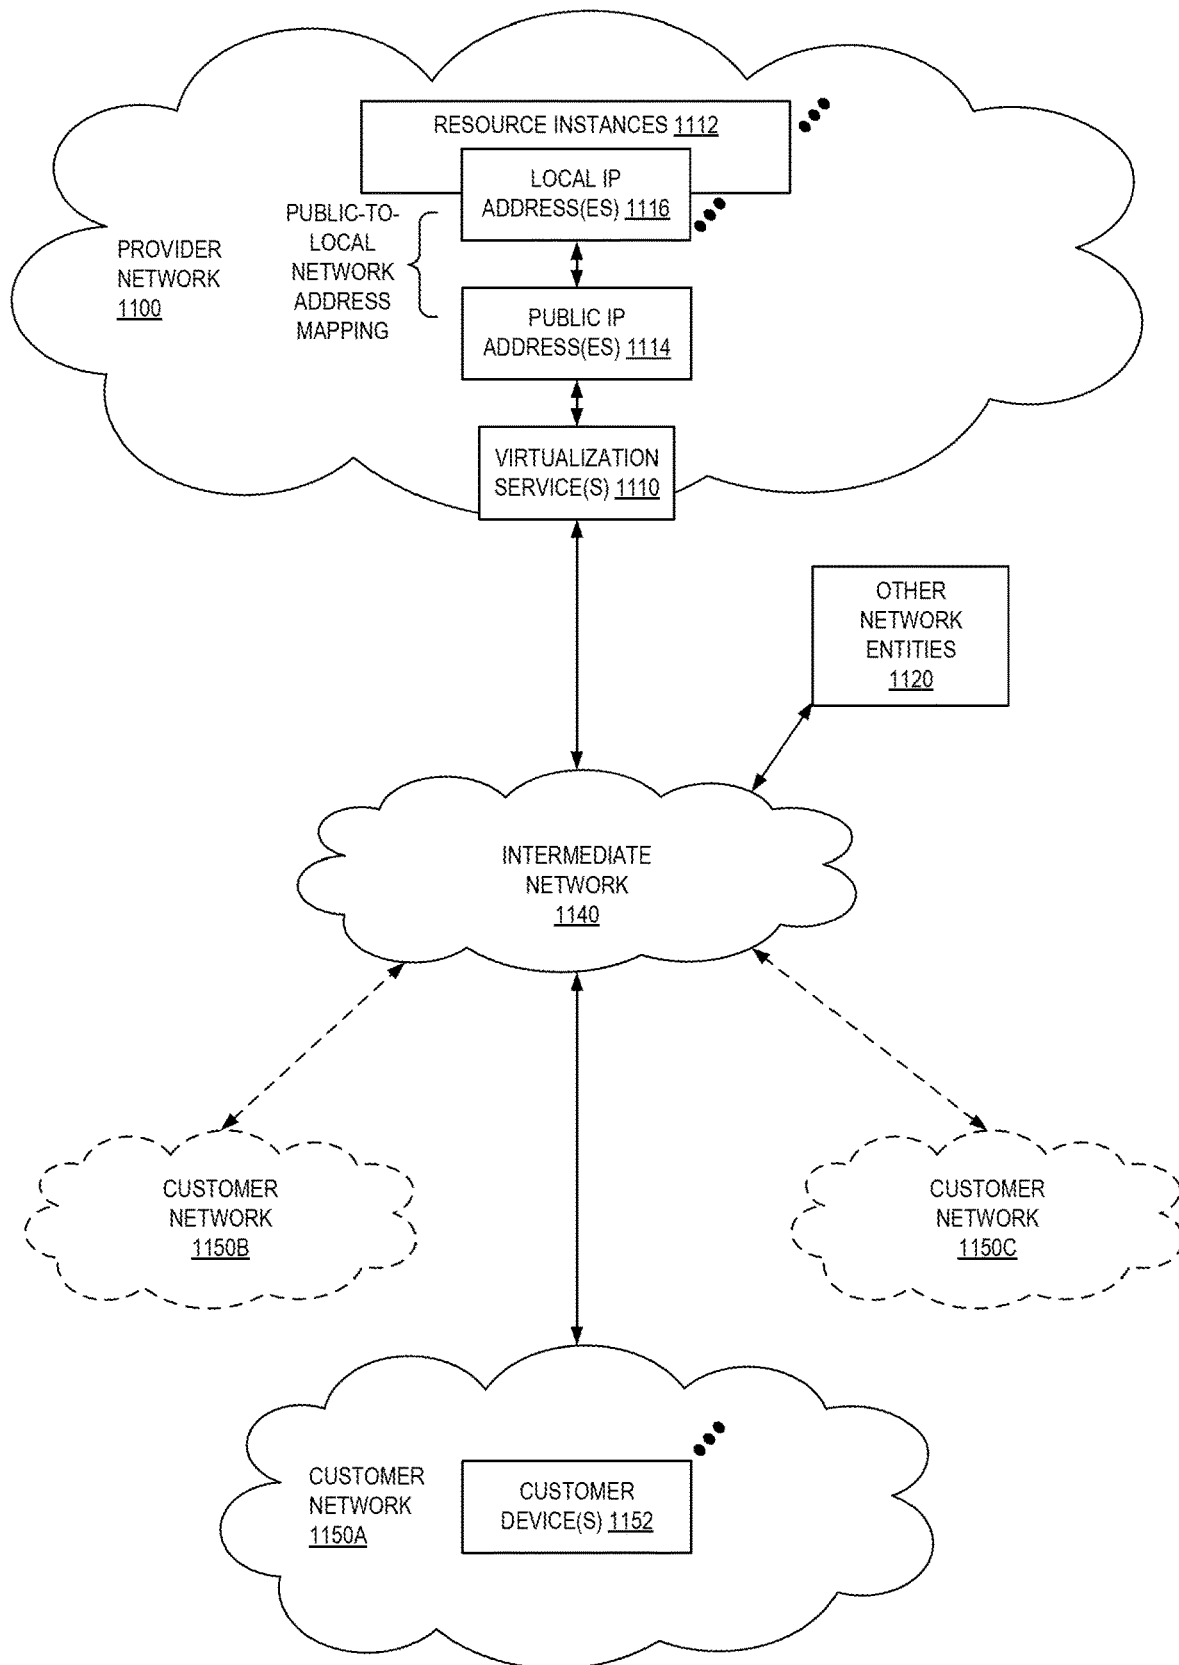 RESOURCE INSTANCES 1112
LOCAL IP
ADDRESS(ES) 1116
PUBLIC-TO-
LOCAL
NETWORK
ADDRESS
MAPPING
PROVIDER
NETWORK
1100
PUBLIC IP
ADDRESS(ES) 1114
VIRTUALIZATION
SERVICE(S) 1110
OTHER
NETWORK
ENTITIES
1120
INTERMEDIATE
NETWORK
1140
CUSTOMER
NETWORK
1150B
CUSTOMER
NETWORK
1150C
CUSTOMER
NETWORK
1150A
CUSTOMER
DEVICE(S) 1152